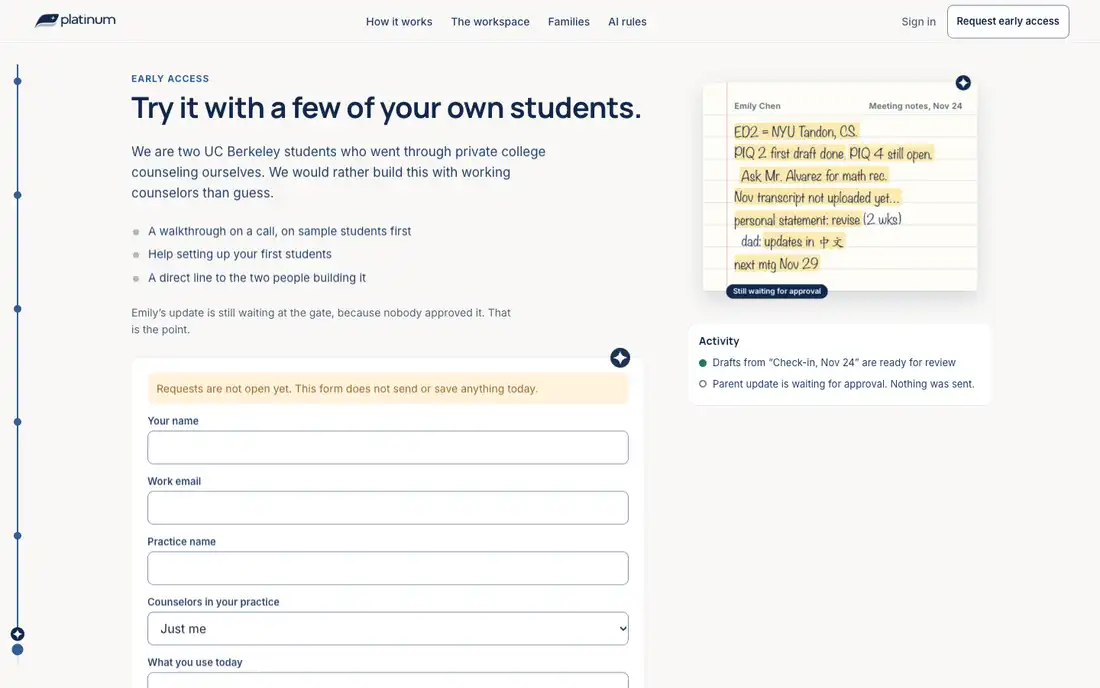 platinum
How it works
The workspace
Families
AI rules
Sign in
Request early access
EARLY ACCESS
Try it with a few of your own students.
We are two UC Berkeley students who went through private college
counseling ourselves. We would rather build this with working
counselors than guess.
A walkthrough on a call, on sample students first
Help setting up your first students
A direct line to the two people building it
Emily's update is still waiting at the gate, because nobody approved it. That
is the point.
Requests are not open yet. This form does not send or save anything today.
Your name
Work email
Practice name
Counselors in your practice
Just me
What you use today
Emily Chen
Meeting notes, Nov 24
ED2 = NYU Tandon, CS.
PIQ 2 first draft done. PIQ 4 still open.
Ask Mr. Alvarez for math rec.
Nov transcript not uploaded yet...
personal statement: revise (2 wks)
dad: updates in 中文
next mtg Nov 29
Still waiting for approval
Activity
Drafts from “Check-in, Nov 24” are ready for review
Parent update is waiting for approval. Nothing was sent.